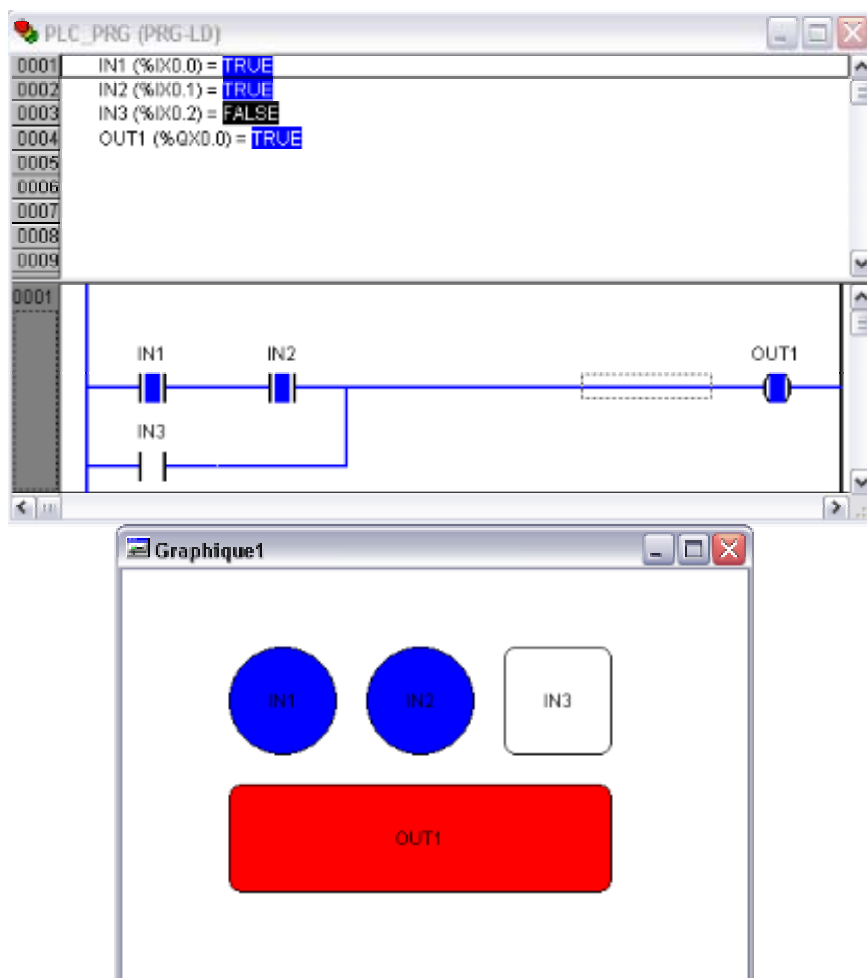 PLC_PRG (PRG-LD)
0001 IN1 (%IX0.0) = TRUE
0002 IN2 (%IX0.1) = TRUE
0003 IN3 (%IX0.2) = FALSE
0004 OUT1 (%QX0.0) = TRUE
0005
0006
0007
0008
0009
0001
IN1 IN2 OUT1
IN3
Graphique1
IN1 IN2 IN3
OUT1